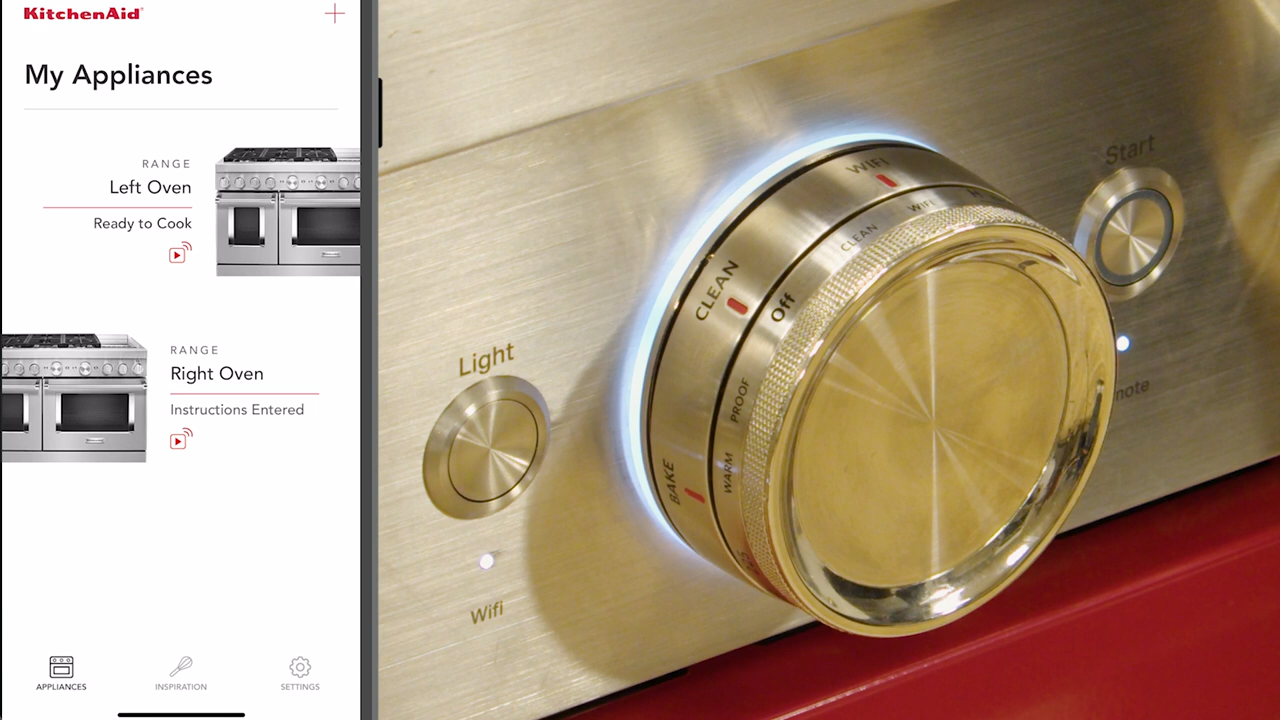 KitchenAid
My Appliances
RANGE
Left Oven
Ready to Cook
RANGE
Right Oven
Instructions Entered
APPLIANCES
INSPIRATION
SETTINGS
Light
Wifi
WIFI
CLEAN
BAKE
WIFI
CLEAN
Off
PROOF
WARM
Start